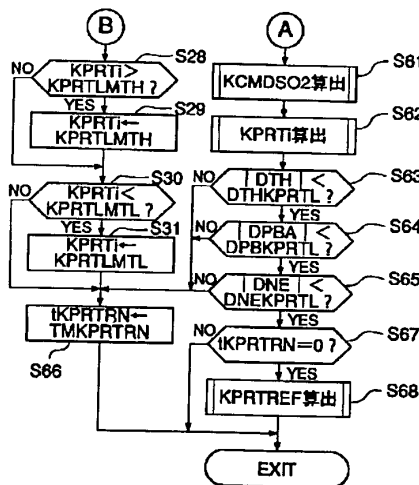 B
S28
NO
KPRTi>
KPRTLMTH ?
YES
S29
KPRTi←
KPRTLMTH
S30
NO
KPRTi<
KPRTLMTL ?
YES
S31
KPRTi←
KPRTLMTL
tKPRTRN←
TMKPRTRN
S66
A
S61
KCMDSO2算出
S62
KPRTi算出
S63
NO
| DTH | <
DTHKPRTL ?
YES
S64
NO
| DPBA | <
DPBKPRTL ?
YES
S65
NO
| DNE | <
DNEKPRTL ?
YES
S67
NO
tKPRTRN=0 ?
YES
S68
KPRTREF算出
EXIT